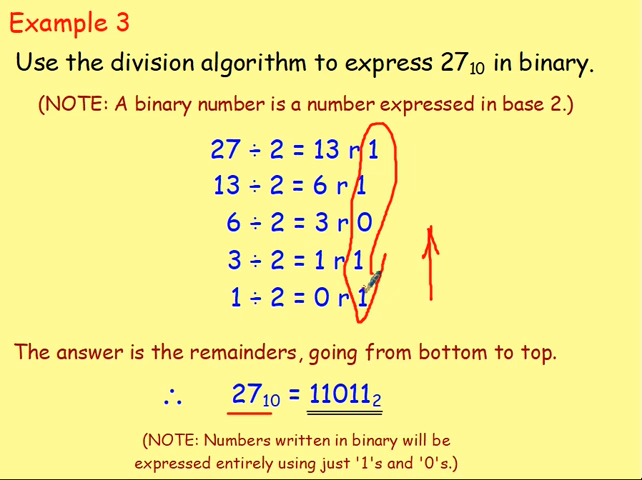 Example 3
Use the division algorithm to express 27₁₀ in binary.
(NOTE: A binary number is a number expressed in base 2.)
27 ÷ 2 = 13 r 1
13 ÷ 2 = 6 r 1
6 ÷ 2 = 3 r 0
3 ÷ 2 = 1 r 1
1 ÷ 2 = 0 r 1
The answer is the remainders, going from bottom to top.
∴ 27₁₀ = 11011₂
(NOTE: Numbers written in binary will be
expressed entirely using just '1's and '0's.)